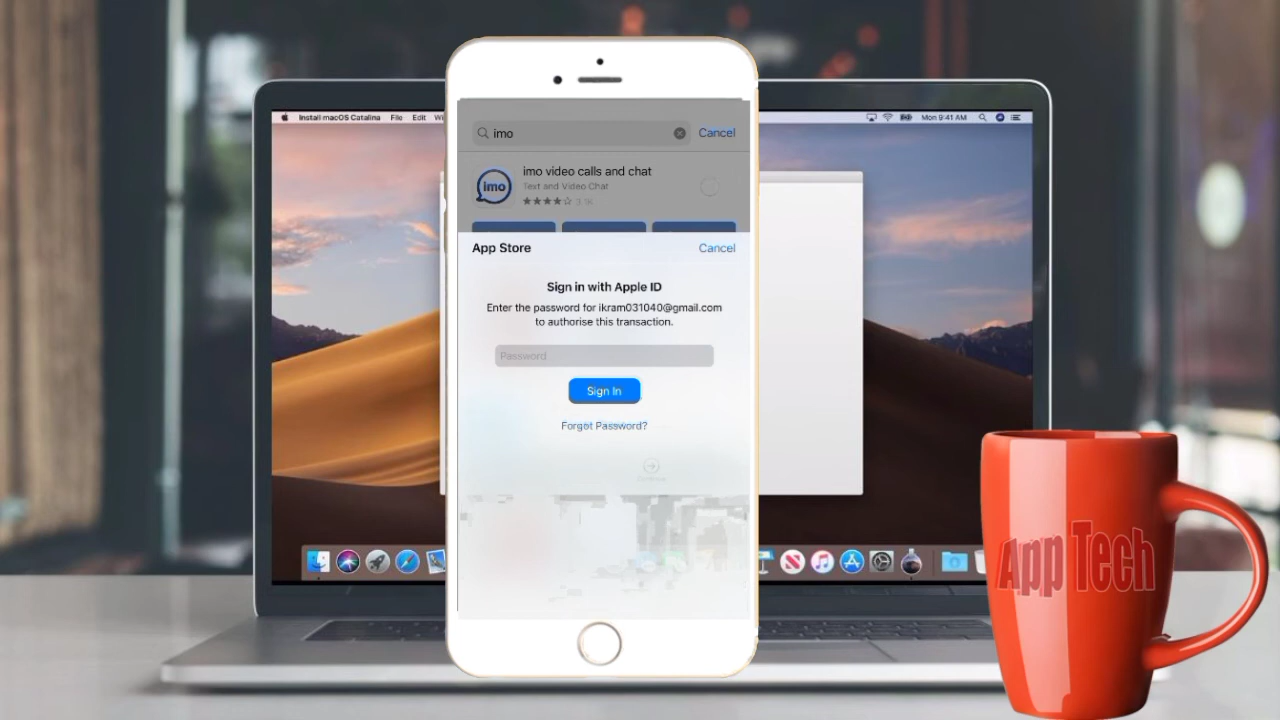 Install macOS Catalina File Edit
Mon 9:41 AM
imo
Cancel
imo
imo video calls and chat
Text and Video Chat
App Store
Cancel
Sign in with Apple ID
Enter the password for ikram031040@gmail.com
to authorise this transaction.
Password
Sign In
Forgot Password?
App Tech